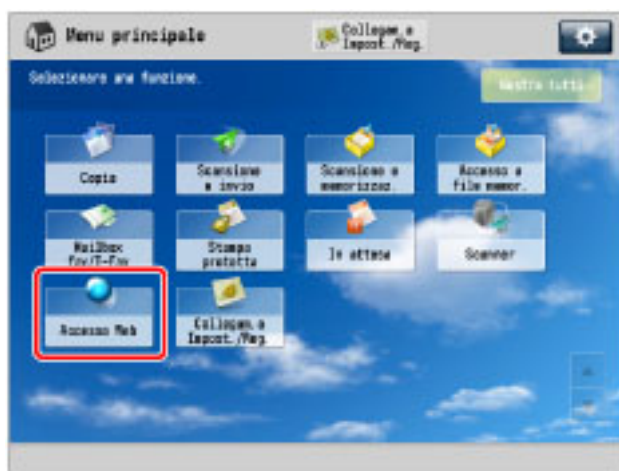 Menu principale
Collegam.a
Impost./Reg.
Selezionare una funzione.
Mostra tutti
Copia
Scansione
e invio
Scansione e
memorizzaz.
Accesso a
file memor.
Mailbox
fax/I-Fax
Stampa
protetta
In attesa
Scanner
Accesso Web
Collegam.a
Impost./Reg.